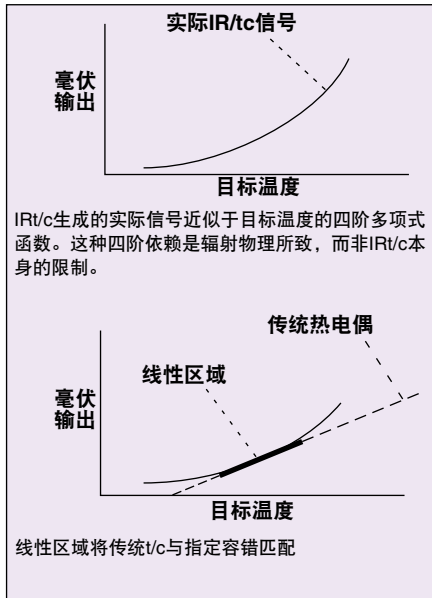 实际IR/tc信号
毫伏
输出
目标温度
IRt/c生成的实际信号近似于目标温度的四阶多项式
函数。这种四阶依赖是辐射物理所致，而非IRt/c本
身的限制。
传统热电偶
线性区域
毫伏
输出
目标温度
线性区域将传统t/c与指定容错匹配